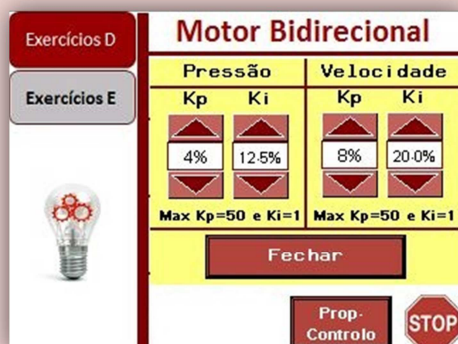 Exercícios D
Exercícios E
Motor Bidirecional
Pressão
Velocidade
Kp Ki
Kp Ki
4% 12.5%
8% 20.0%
Max Kp=50 e Ki=1
Max Kp=50 e Ki=1
Fechar
Prop-
Controlo
STOP